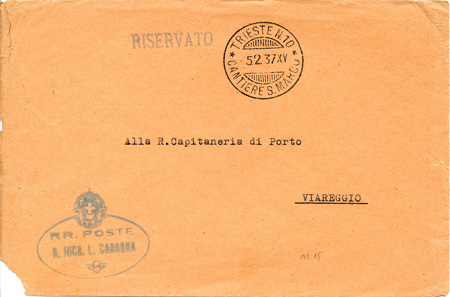 RISERVATO
* TRIESTE N.10 *
- 5.2.37 XV
CANTIERE S. MARCO
Alla R.Capitaneria di Porto
VIAREGGIO
RR. POSTE
R. INCR. L. CADORNA